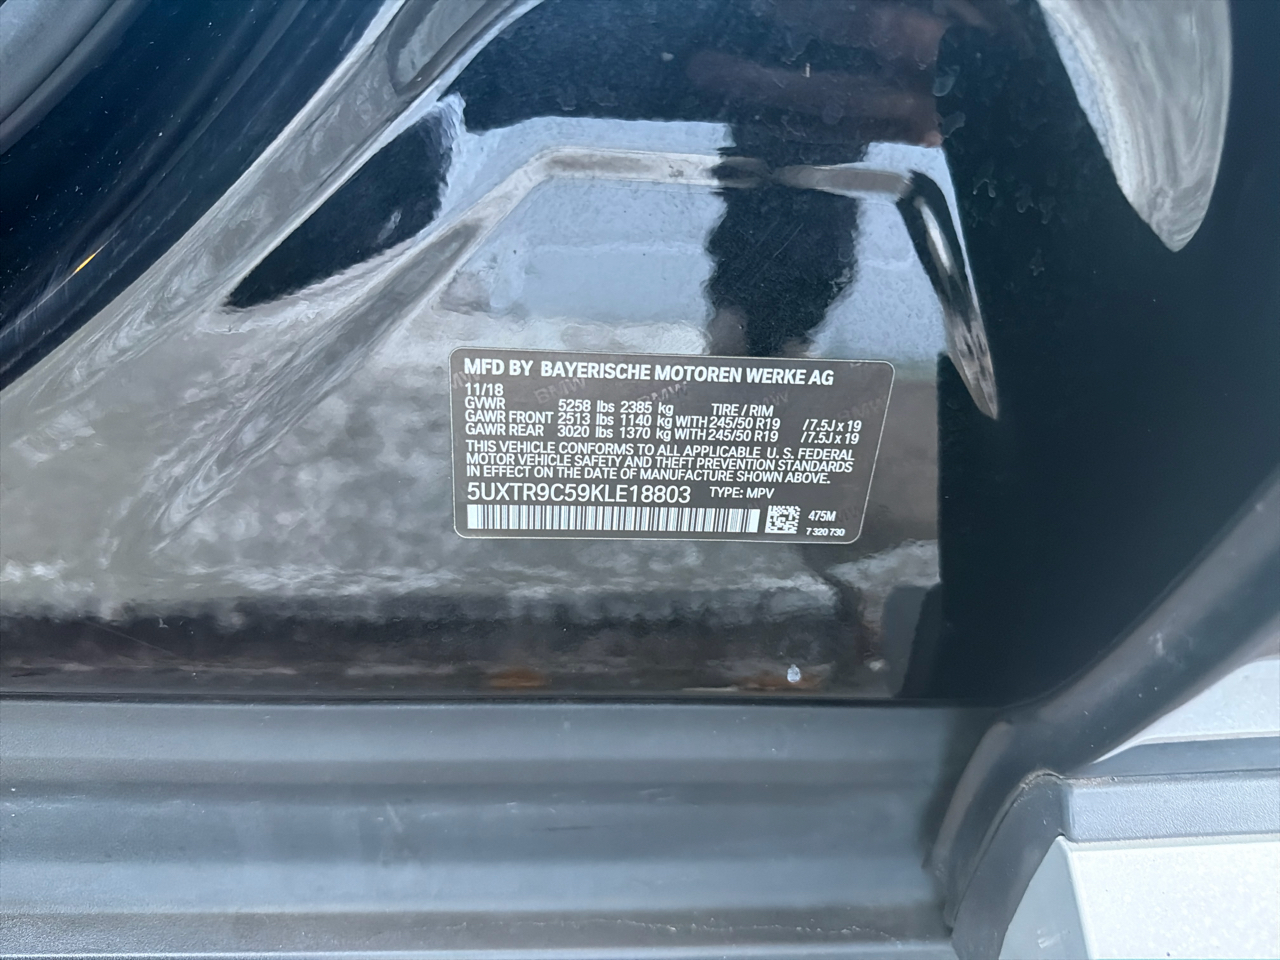 MFD BY BAYERISCHE MOTOREN WERKE AG
11/18
GVWR 5258 lbs 2385 kg TIRE / RIM
GAWR FRONT 2513 lbs 1140 kg WITH 245/50 R19 / 7.5J x 19
GAWR REAR 3020 lbs 1370 kg WITH 245/50 R19 / 7.5J x 19
THIS VEHICLE CONFORMS TO ALL APPLICABLE U. S. FEDERAL
MOTOR VEHICLE SAFETY AND THEFT PREVENTION STANDARDS
IN EFFECT ON THE DATE OF MANUFACTURE SHOWN ABOVE.
5UXTR9C59KLE18803 TYPE: MPV
475M
7 320 730
BMW
BMW
BMW